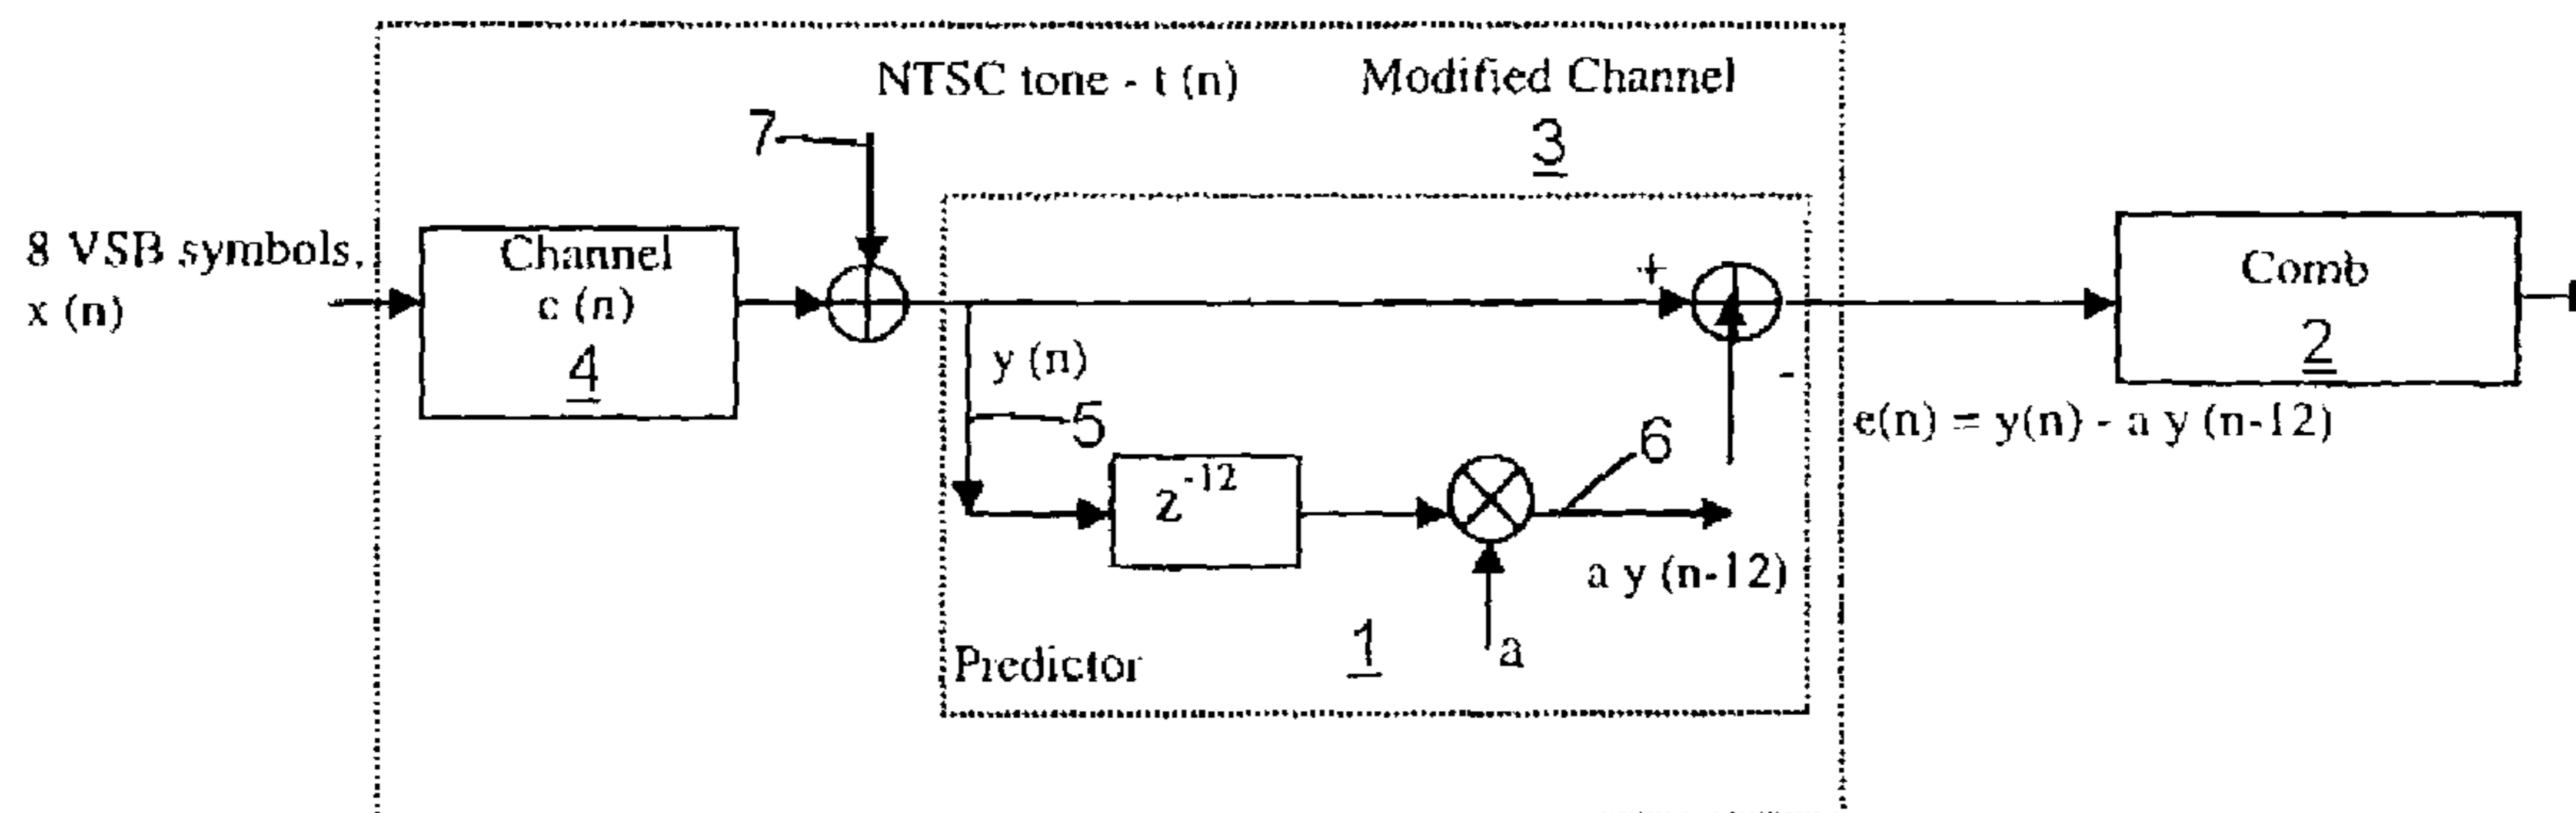 NTSC tone - t (n)
Modified Channel
3
7
8 VSB symbols,
x (n)
Channel
c (n)
4
+
-
y (n)
5
z-12
6
a y (n-12)
a
Predictor
1
Comb
2
e(n) = y(n) - a y (n-12)